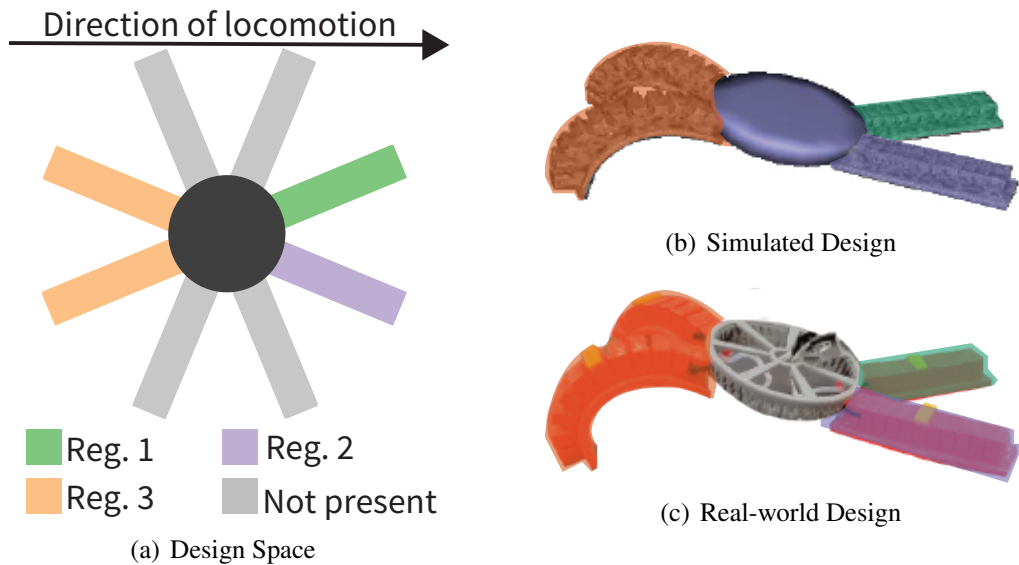 Direction of locomotion
Reg. 1
Reg. 2
Reg. 3
Not present
(a) Design Space
(b) Simulated Design
(c) Real-world Design